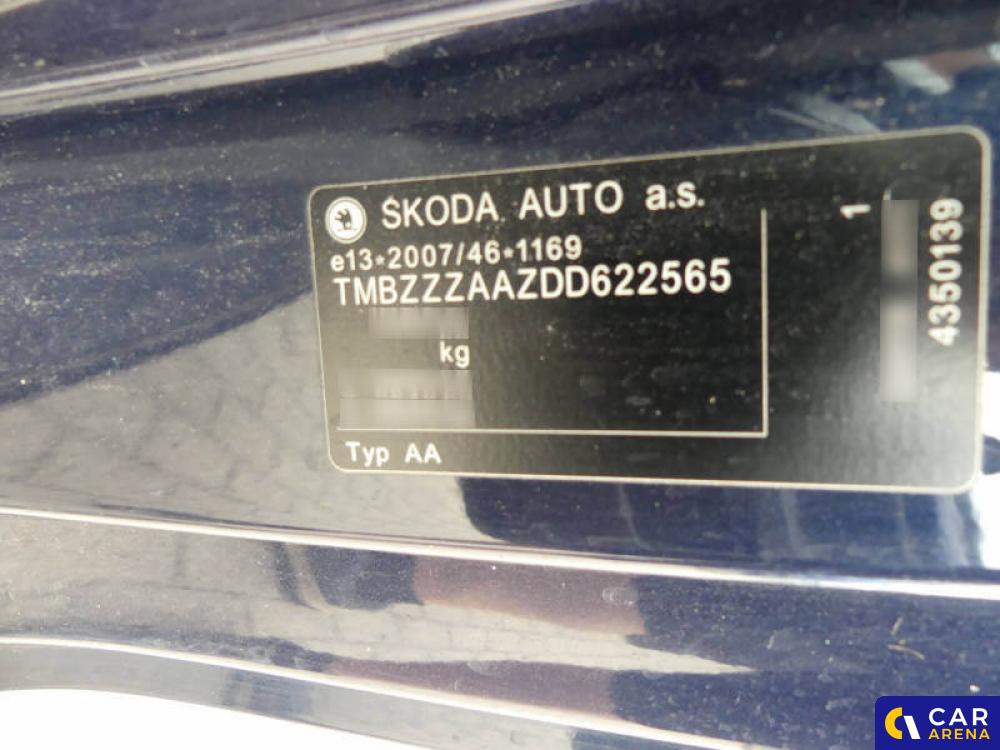 ŠKODA AUTO a.s.
e13*2007/46*1169
TMBZZZAAZDD622565
kg
Typ AA
1
4350139
CAR
ARENA